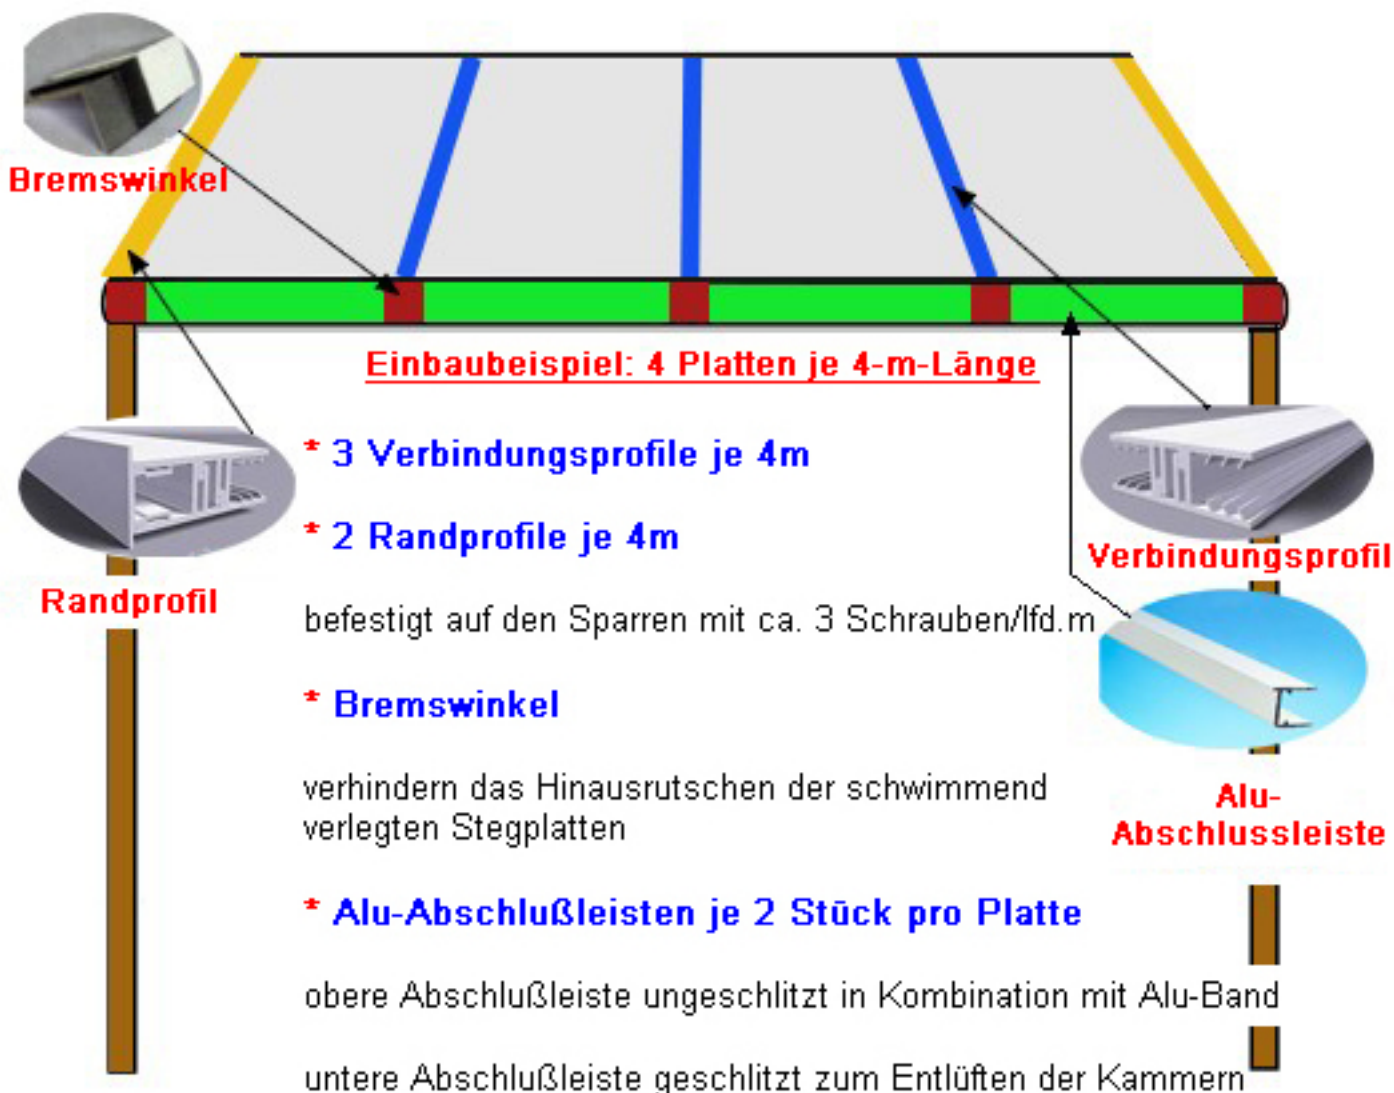 Bremswinkel
Einbaubeispiel: 4 Platten je 4-m-Länge
* 3 Verbindungsprofile je 4m
* 2 Randprofile je 4m
Verbindungsprofil
Randprofil
befestigt auf den Sparren mit ca. 3 Schrauben/lfd.m
* Bremswinkel
verhindern das Hinausrutschen der schwimmend
verlegten Stegplatten
Alu-
Abschlussleiste
* Alu-Abschlußleisten je 2 Stück pro Platte
obere Abschlußleiste ungeschlitzt in Kombination mit Alu-Band
untere Abschlußleiste geschlitzt zum Entlüften der Kammern